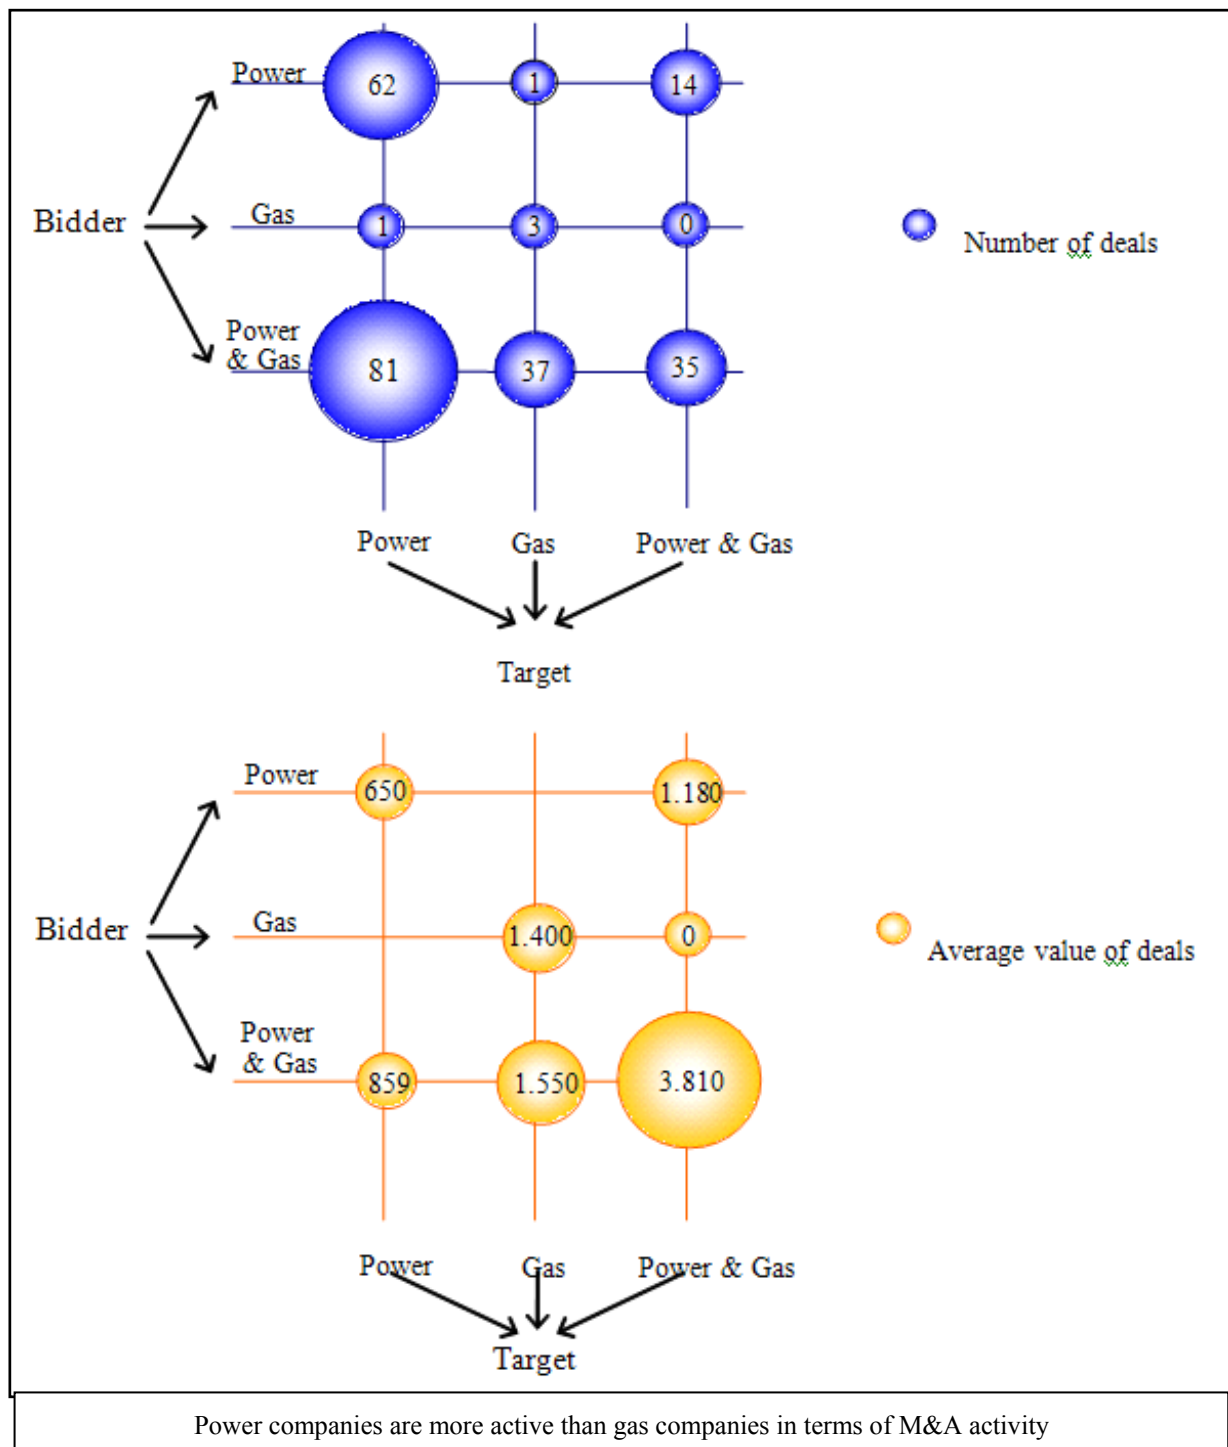 Power
62
1
14
Bidder
Gas
1
3
0
Number of deals
Power
& Gas
81
37
35
Power
Gas
Power & Gas
Target
Power
650
1.180
Bidder
Gas
1.400
0
Average value of deals
Power
& Gas
859
1.550
3.810
Power
Gas
Power & Gas
Target
Power companies are more active than gas companies in terms of M&A activity